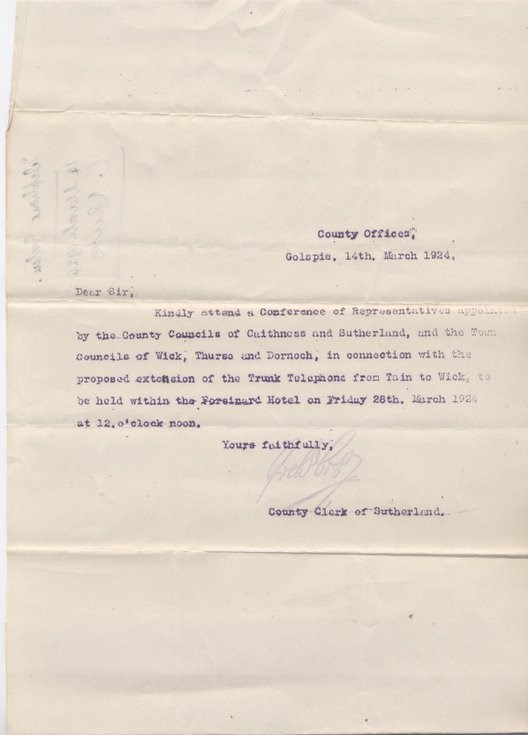 County Offices,
Golspie. 14th. March 1924.
Dear Sir,
Kindly attend a Conference of Representatives appointed
by the County Councils of Caithness and Sutherland, and the Town
Councils of Wick, Thurso and Dornoch, in connection with the
proposed extension of the Trunk Telephone from Tain to Wick, to
be held within the Forsinard Hotel on Friday 28th. March 1924
at 12.o'clock noon.
Yours faithfully,
County Clerk of Sutherland.